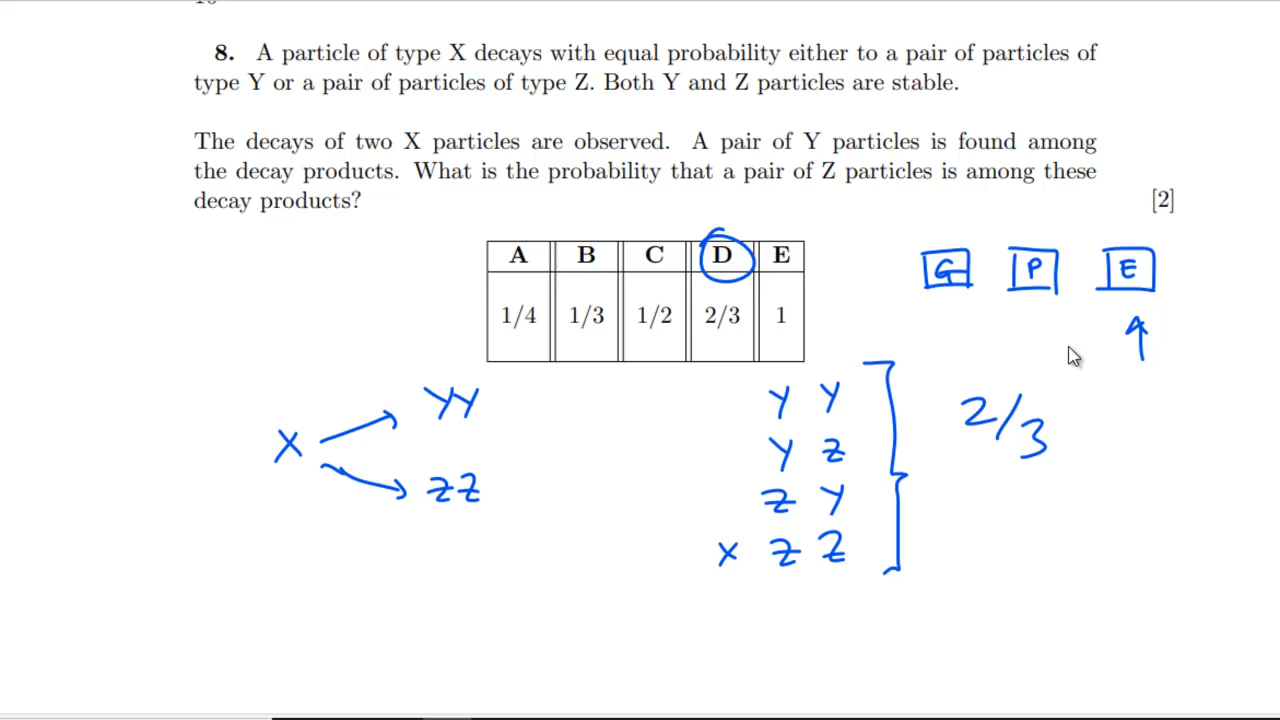 8. A particle of type X decays with equal probability either to a pair of particles of
type Y or a pair of particles of type Z. Both Y and Z particles are stable.
The decays of two X particles are observed. A pair of Y particles is found among
the decay products. What is the probability that a pair of Z particles is among these
decay products? [2]
A B C D E
1/4 1/3 1/2 2/3 1
G P E
X YY
ZZ
Y Y
Y Z
Z Y
X Z Z
2/3